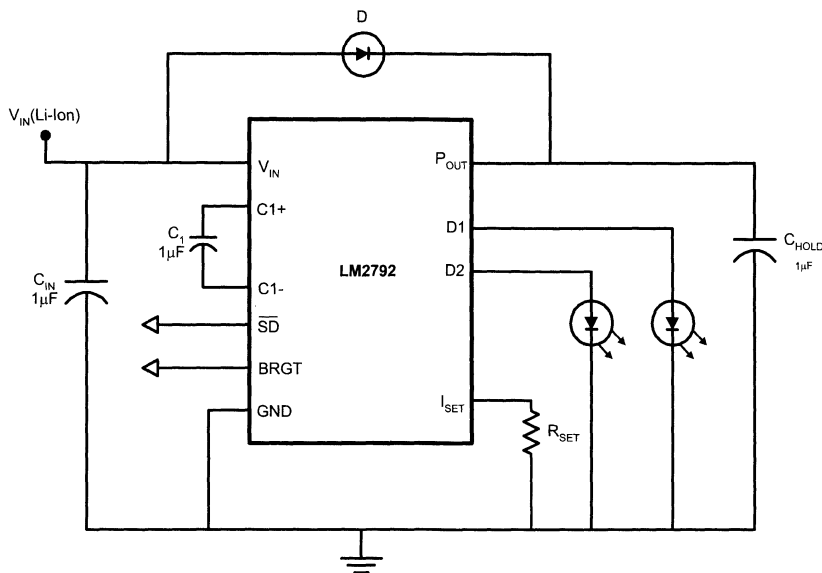 D
V_IN(Li-Ion)
V_IN
P_OUT
C1+
C_1
1μF
D1
C_HOLD
1μF
LM2792
D2
C_IN
1μF
C1-
S̅D̅
BRGT
I_SET
GND
R_SET